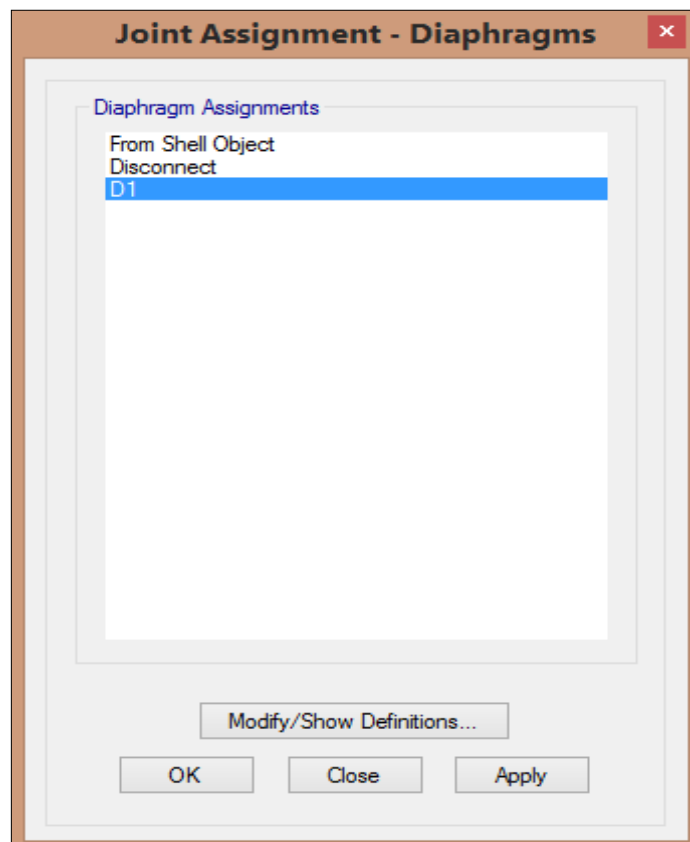 Joint Assignment - Diaphragms
Diaphragm Assignments
From Shell Object
Disconnect
D1
Modify/Show Definitions...
OK Close Apply